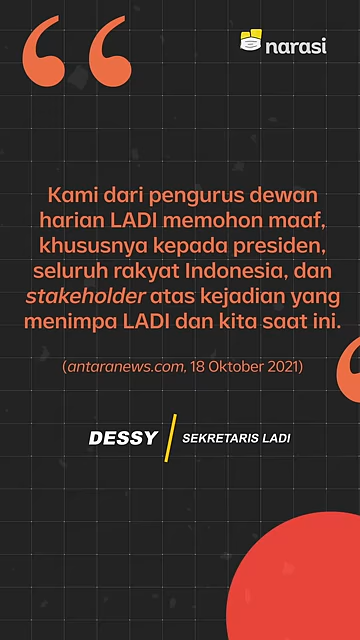 narasi
Kami dari pengurus dewan
harian LADI memohon maaf,
khususnya kepada presiden,
seluruh rakyat Indonesia, dan
stakeholder atas kejadian yang
menimpa LADI dan kita saat ini.
(antaranews.com, 18 Oktober 2021)
DESSY
SEKRETARIS LADI